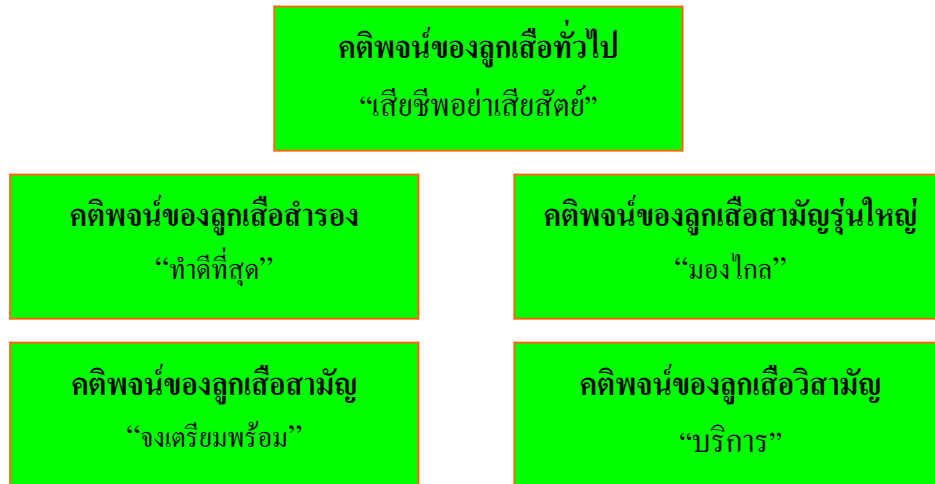 คติพจน์ของลูกเสือทั่วไป
“เสียชีพอย่าเสียสัตย์”
คติพจน์ของลูกเสือสำรอง
“ทำดีที่สุด”
คติพจน์ของลูกเสือสามัญรุ่นใหญ่
“มองไกล”
คติพจน์ของลูกเสือสามัญ
“จงเตรียมพร้อม”
คติพจน์ของลูกเสือวิสามัญ
“บริการ”